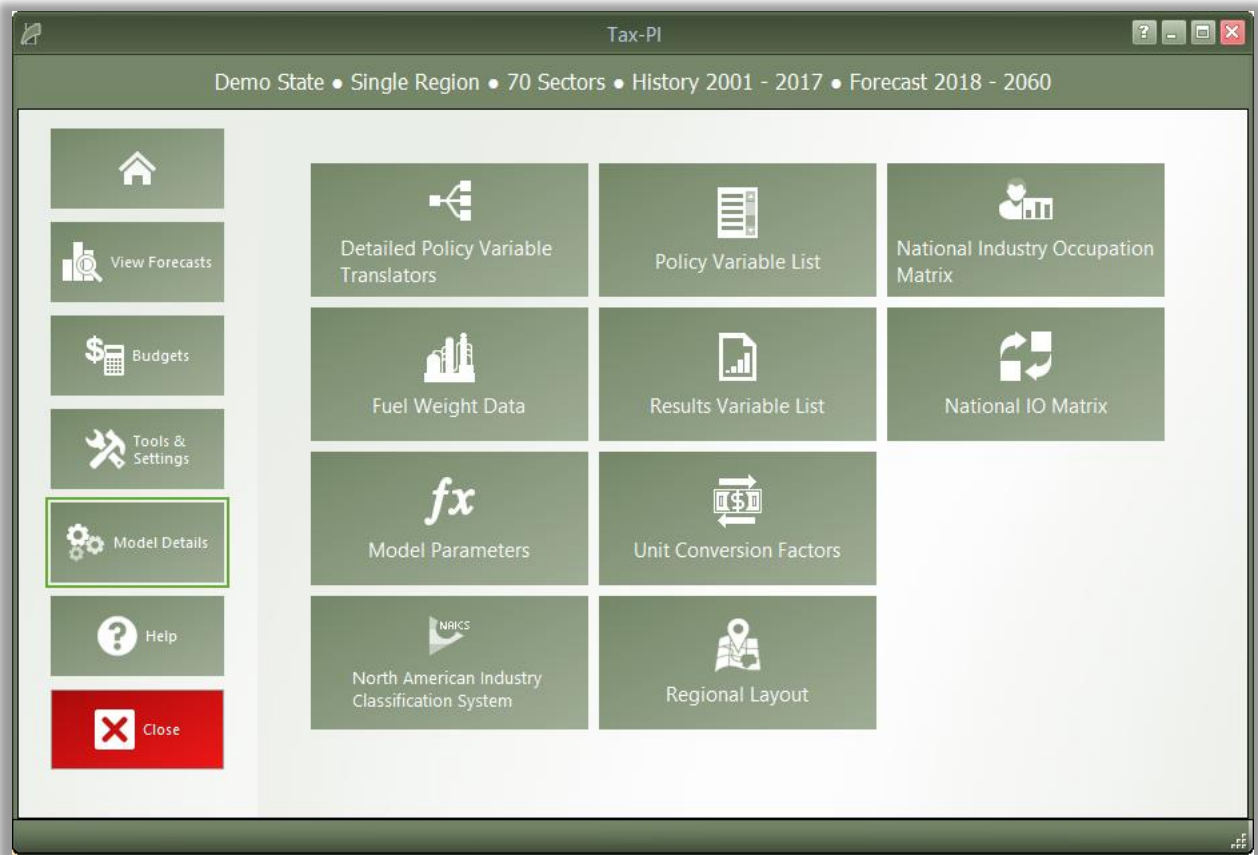 Tax-PI
Demo State ● Single Region ● 70 Sectors ● History 2001 - 2017 ● Forecast 2018 - 2060
View Forecasts
Budgets
Tools &
Settings
Model Details
Help
Close
Detailed Policy Variable
Translators
Policy Variable List
National Industry Occupation
Matrix
Fuel Weight Data
Results Variable List
National IO Matrix
fx
Model Parameters
Unit Conversion Factors
NAICS
North American Industry
Classification System
Regional Layout